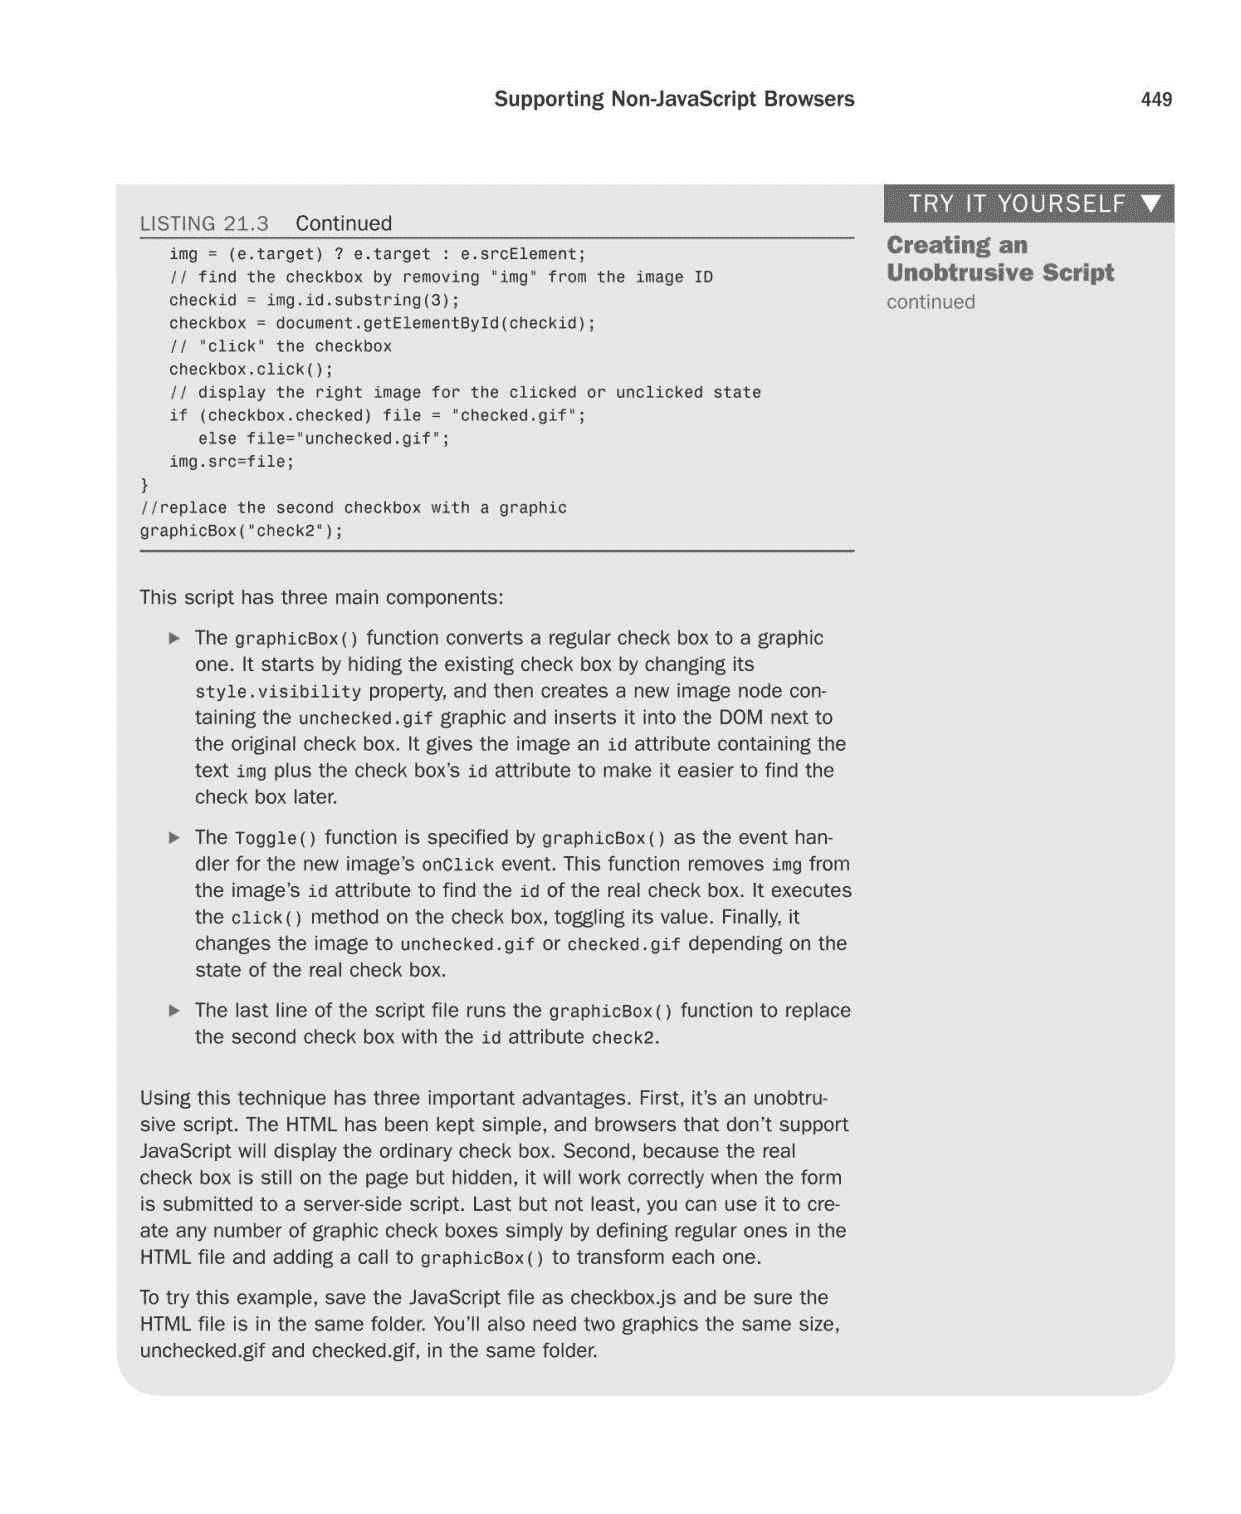 Supporting Non-JavaScript Browsers 449
TRY IT YOURSELF ▼
Creating an
Unobtrusive Script
continued
LISTING 21.3 Continued
img = (e.target) ? e.target : e.srcElement;
// find the checkbox by removing "img" from the image ID
checkid = img.id.substring(3);
checkbox = document.getElementById(checkid);
// "click" the checkbox
checkbox.click();
// display the right image for the clicked or unclicked state
if (checkbox.checked) file = "checked.gif";
else file="unchecked.gif";
img.src=file;
}
//replace the second checkbox with a graphic
graphicBox("check2");
This script has three main components:
► The graphicBox() function converts a regular check box to a graphic
one. It starts by hiding the existing check box by changing its
style.visibility property, and then creates a new image node con-
taining the unchecked.gif graphic and inserts it into the DOM next to
the original check box. It gives the image an id attribute containing the
text img plus the check box's id attribute to make it easier to find the
check box later.
► The Toggle() function is specified by graphicBox() as the event han-
dler for the new image's onClick event. This function removes img from
the image's id attribute to find the id of the real check box. It executes
the click() method on the check box, toggling its value. Finally, it
changes the image to unchecked.gif or checked.gif depending on the
state of the real check box.
► The last line of the script file runs the graphicBox() function to replace
the second check box with the id attribute check2.
Using this technique has three important advantages. First, it's an unobtru-
sive script. The HTML has been kept simple, and browsers that don't support
JavaScript will display the ordinary check box. Second, because the real
check box is still on the page but hidden, it will work correctly when the form
is submitted to a server-side script. Last but not least, you can use it to cre-
ate any number of graphic check boxes simply by defining regular ones in the
HTML file and adding a call to graphicBox() to transform each one.
To try this example, save the JavaScript file as checkbox.js and be sure the
HTML file is in the same folder. You'll also need two graphics the same size,
unchecked.gif and checked.gif, in the same folder.